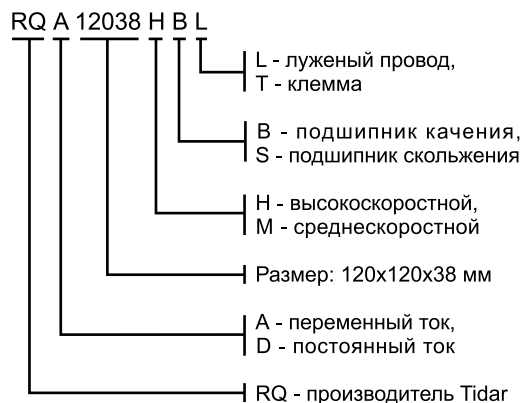 RQ A 12038 H B L
L - луженый провод,
T - клемма
B - подшипник качения,
S - подшипник скольжения
H - высокоскоростной,
M - среднескоростной
Размер: 120x120x38 мм
A - переменный ток,
D - постоянный ток
RQ - производитель Tidar